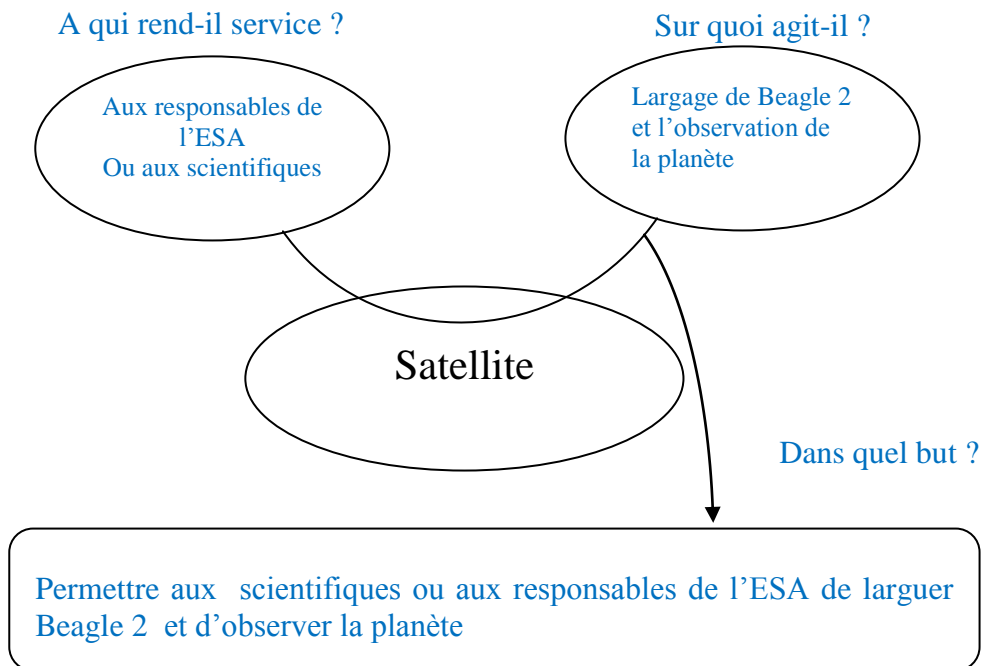 A qui rend-il service ?
Sur quoi agit-il ?
Aux responsables de
l’ESA
Ou aux scientifiques
Largage de Beagle 2
et l’observation de
la planète
Satellite
Dans quel but ?
Permettre aux scientifiques ou aux responsables de l’ESA de larguer
Beagle 2 et d’observer la planète